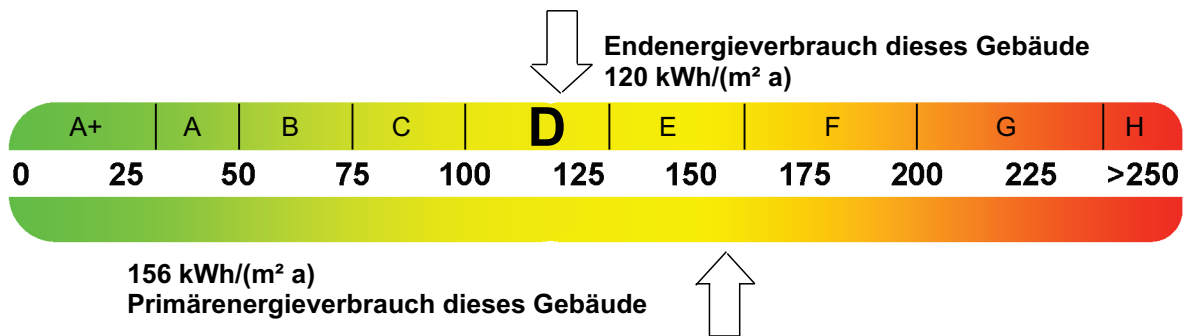 Endenergieverbrauch dieses Gebäude
120 kWh/(m² a)
A+ A B C D E F G H
0 25 50 75 100 125 150 175 200 225 >250
156 kWh/(m² a)
Primärenergieverbrauch dieses Gebäude